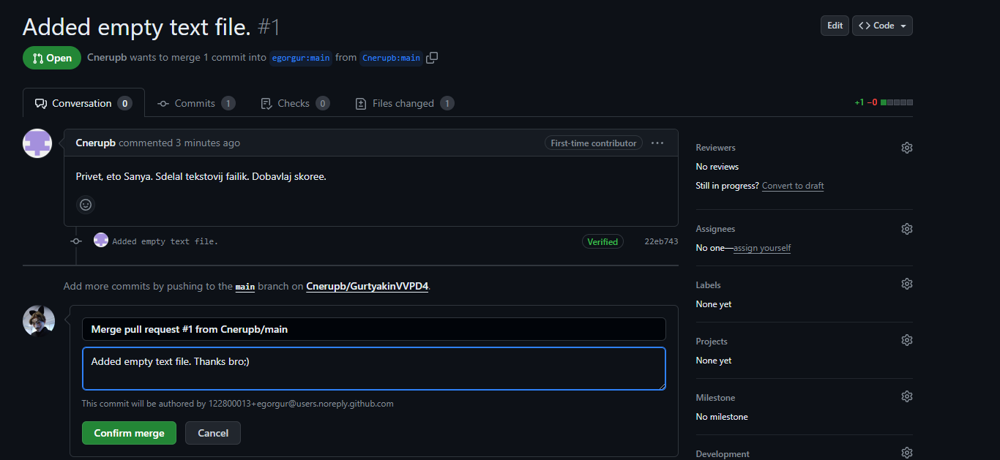 Added empty text file. #1
Edit
<> Code
Open
Cnerupb wants to merge 1 commit into egorgur:main from Cnerupb:main
Conversation 0
Commits 1
Checks 0
Files changed 1
+1 −0
Cnerupb commented 3 minutes ago
First-time contributor
...
Privet, eto Sanya. Sdelal tekstovij failik. Dobavlaj skoree.
Added empty text file.
Verified
22eb743
Add more commits by pushing to the main branch on Cnerupb/GurtyakinVVPD4.
Merge pull request #1 from Cnerupb/main
Added empty text file. Thanks bro;)
This commit will be authored by 122800013+egorgur@users.noreply.github.com
Confirm merge
Cancel
Reviewers
No reviews
Still in progress? Convert to draft
Assignees
No one—assign yourself
Labels
None yet
Projects
None yet
Milestone
No milestone
Development